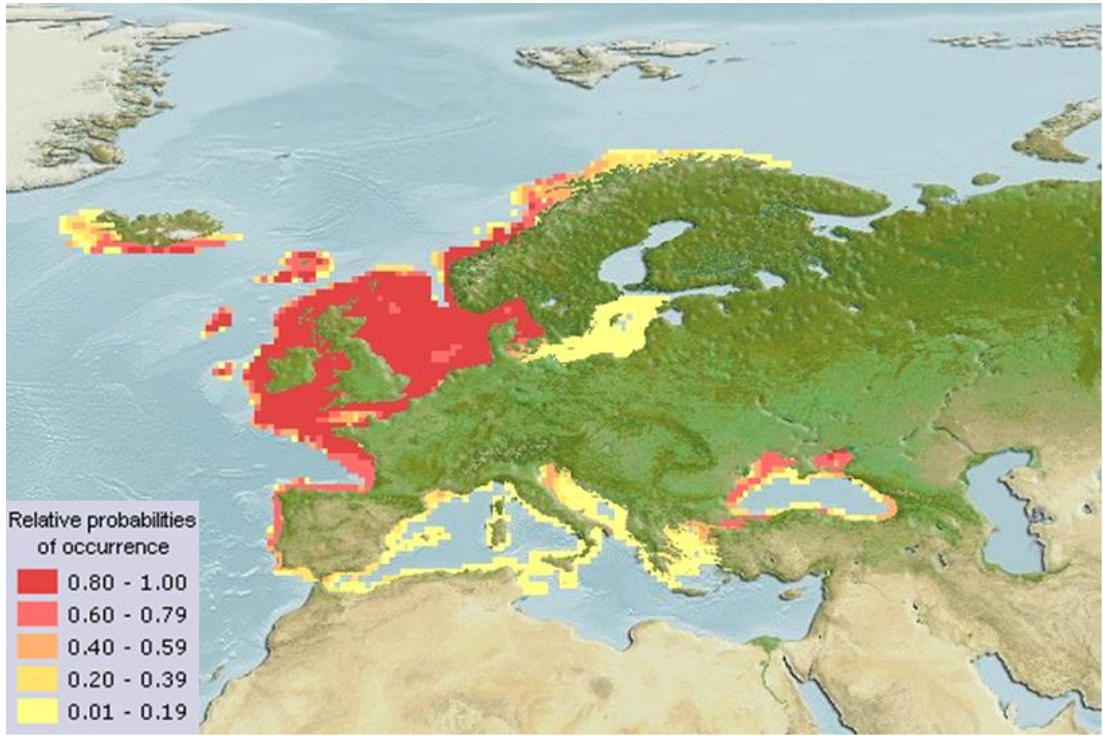 Relative probabilities
of occurrence
0.80 - 1.00
0.60 - 0.79
0.40 - 0.59
0.20 - 0.39
0.01 - 0.19